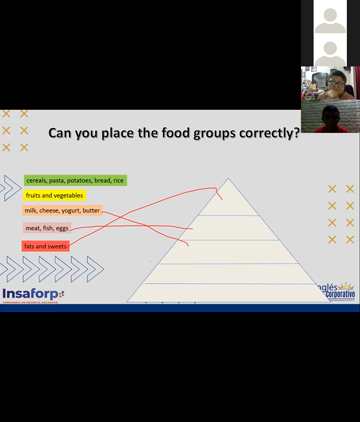 Can you place the food groups correctly?
cereals, pasta, potatoes, bread, rice
fruits and vegetables
milk, cheese, yogurt, butter
meat, fish, eggs
fats and sweets
Insaforp
Corporativo